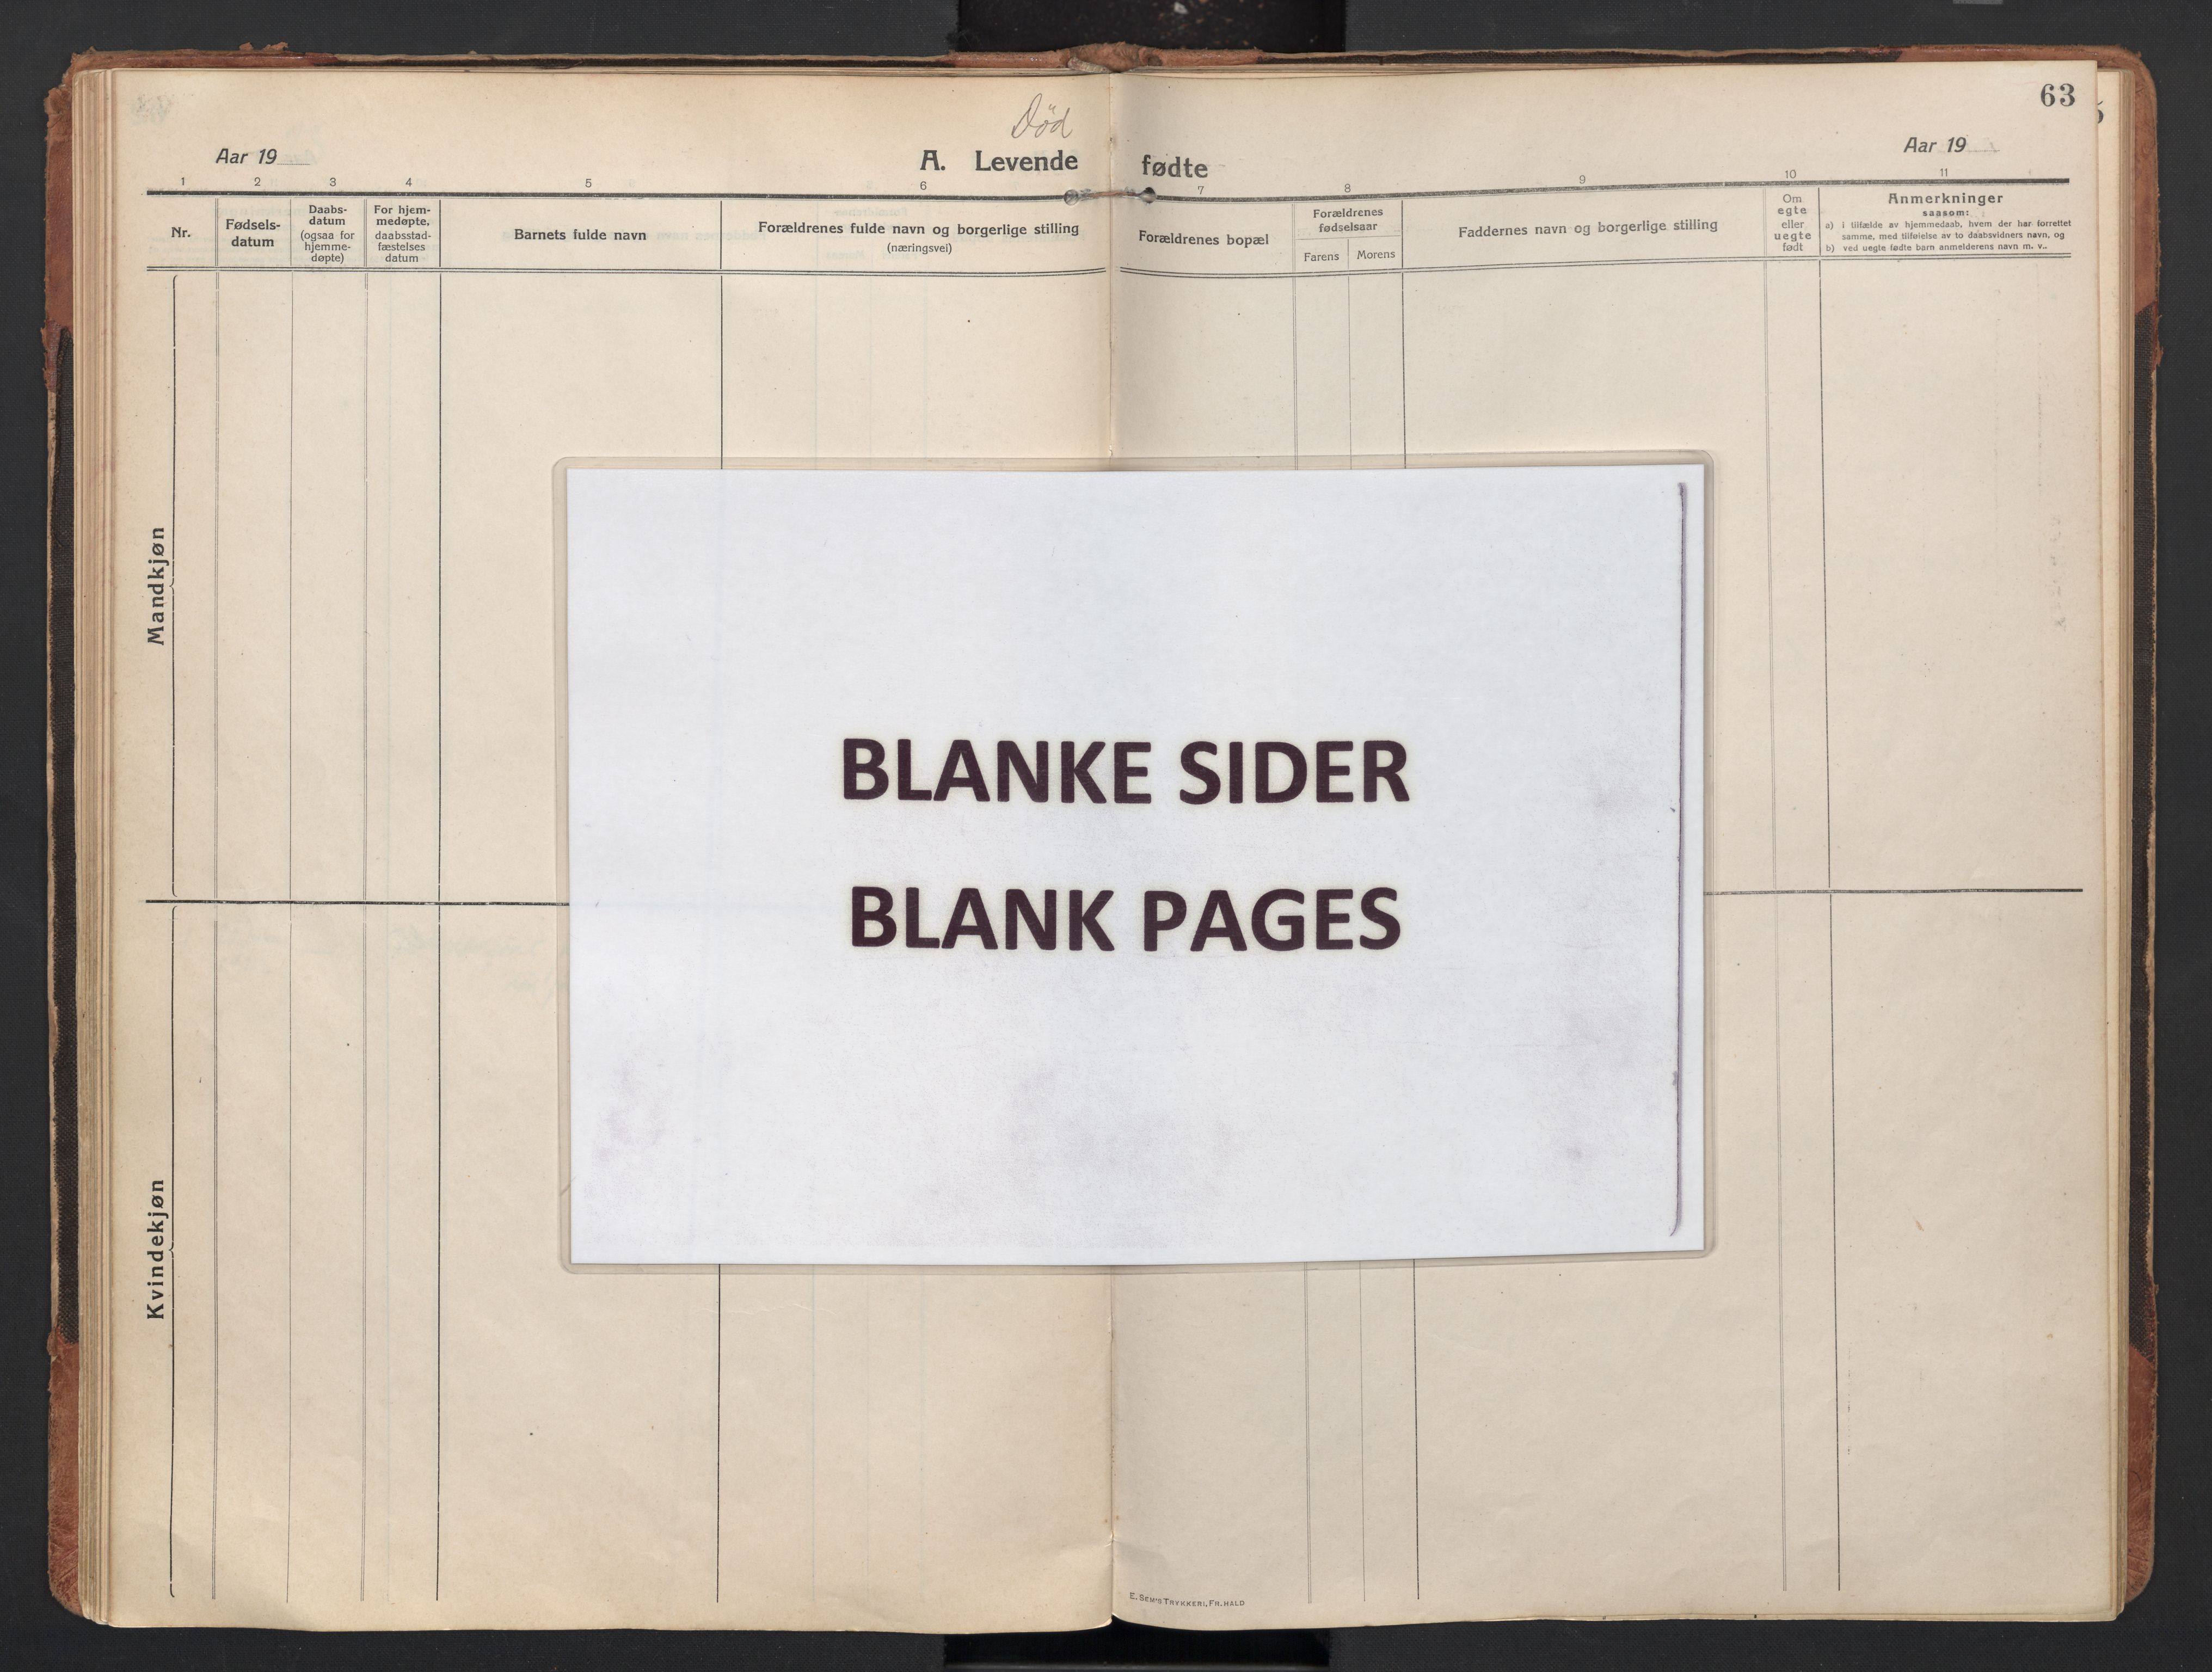 63
Død
Aar 19
A. Levende fødte
Aar 19
1 2 3 4 5 6 7 8 9 10 11
Nr.
Fødsels-
datum
Daabs-
datum
(ogsaa for
hjemme-
døpte)
For hjem-
medøpte,
daabsstad-
fæstelses
datum
Barnets fulde navn
Forældrenes fulde navn og borgerlige stilling
(næringsvei)
Forældrenes bopæl
Forældrenes
fødselsaar
Farens Morens
Faddernes navn og borgerlige stilling
Om
egte
eller
uegte
født
Anmerkninger
saasom:
a) i tilfælde av hjemmedaab, hvem der har forrettet
samme, med tilføielse av to daabsvidners navn, og
b) ved uegte fødte barn anmelderens navn m. v..
Mandkjøn
BLANKE SIDER
BLANK PAGES
Kvindekjøn
E. SEM'S TRYKKERI, FR.HALD